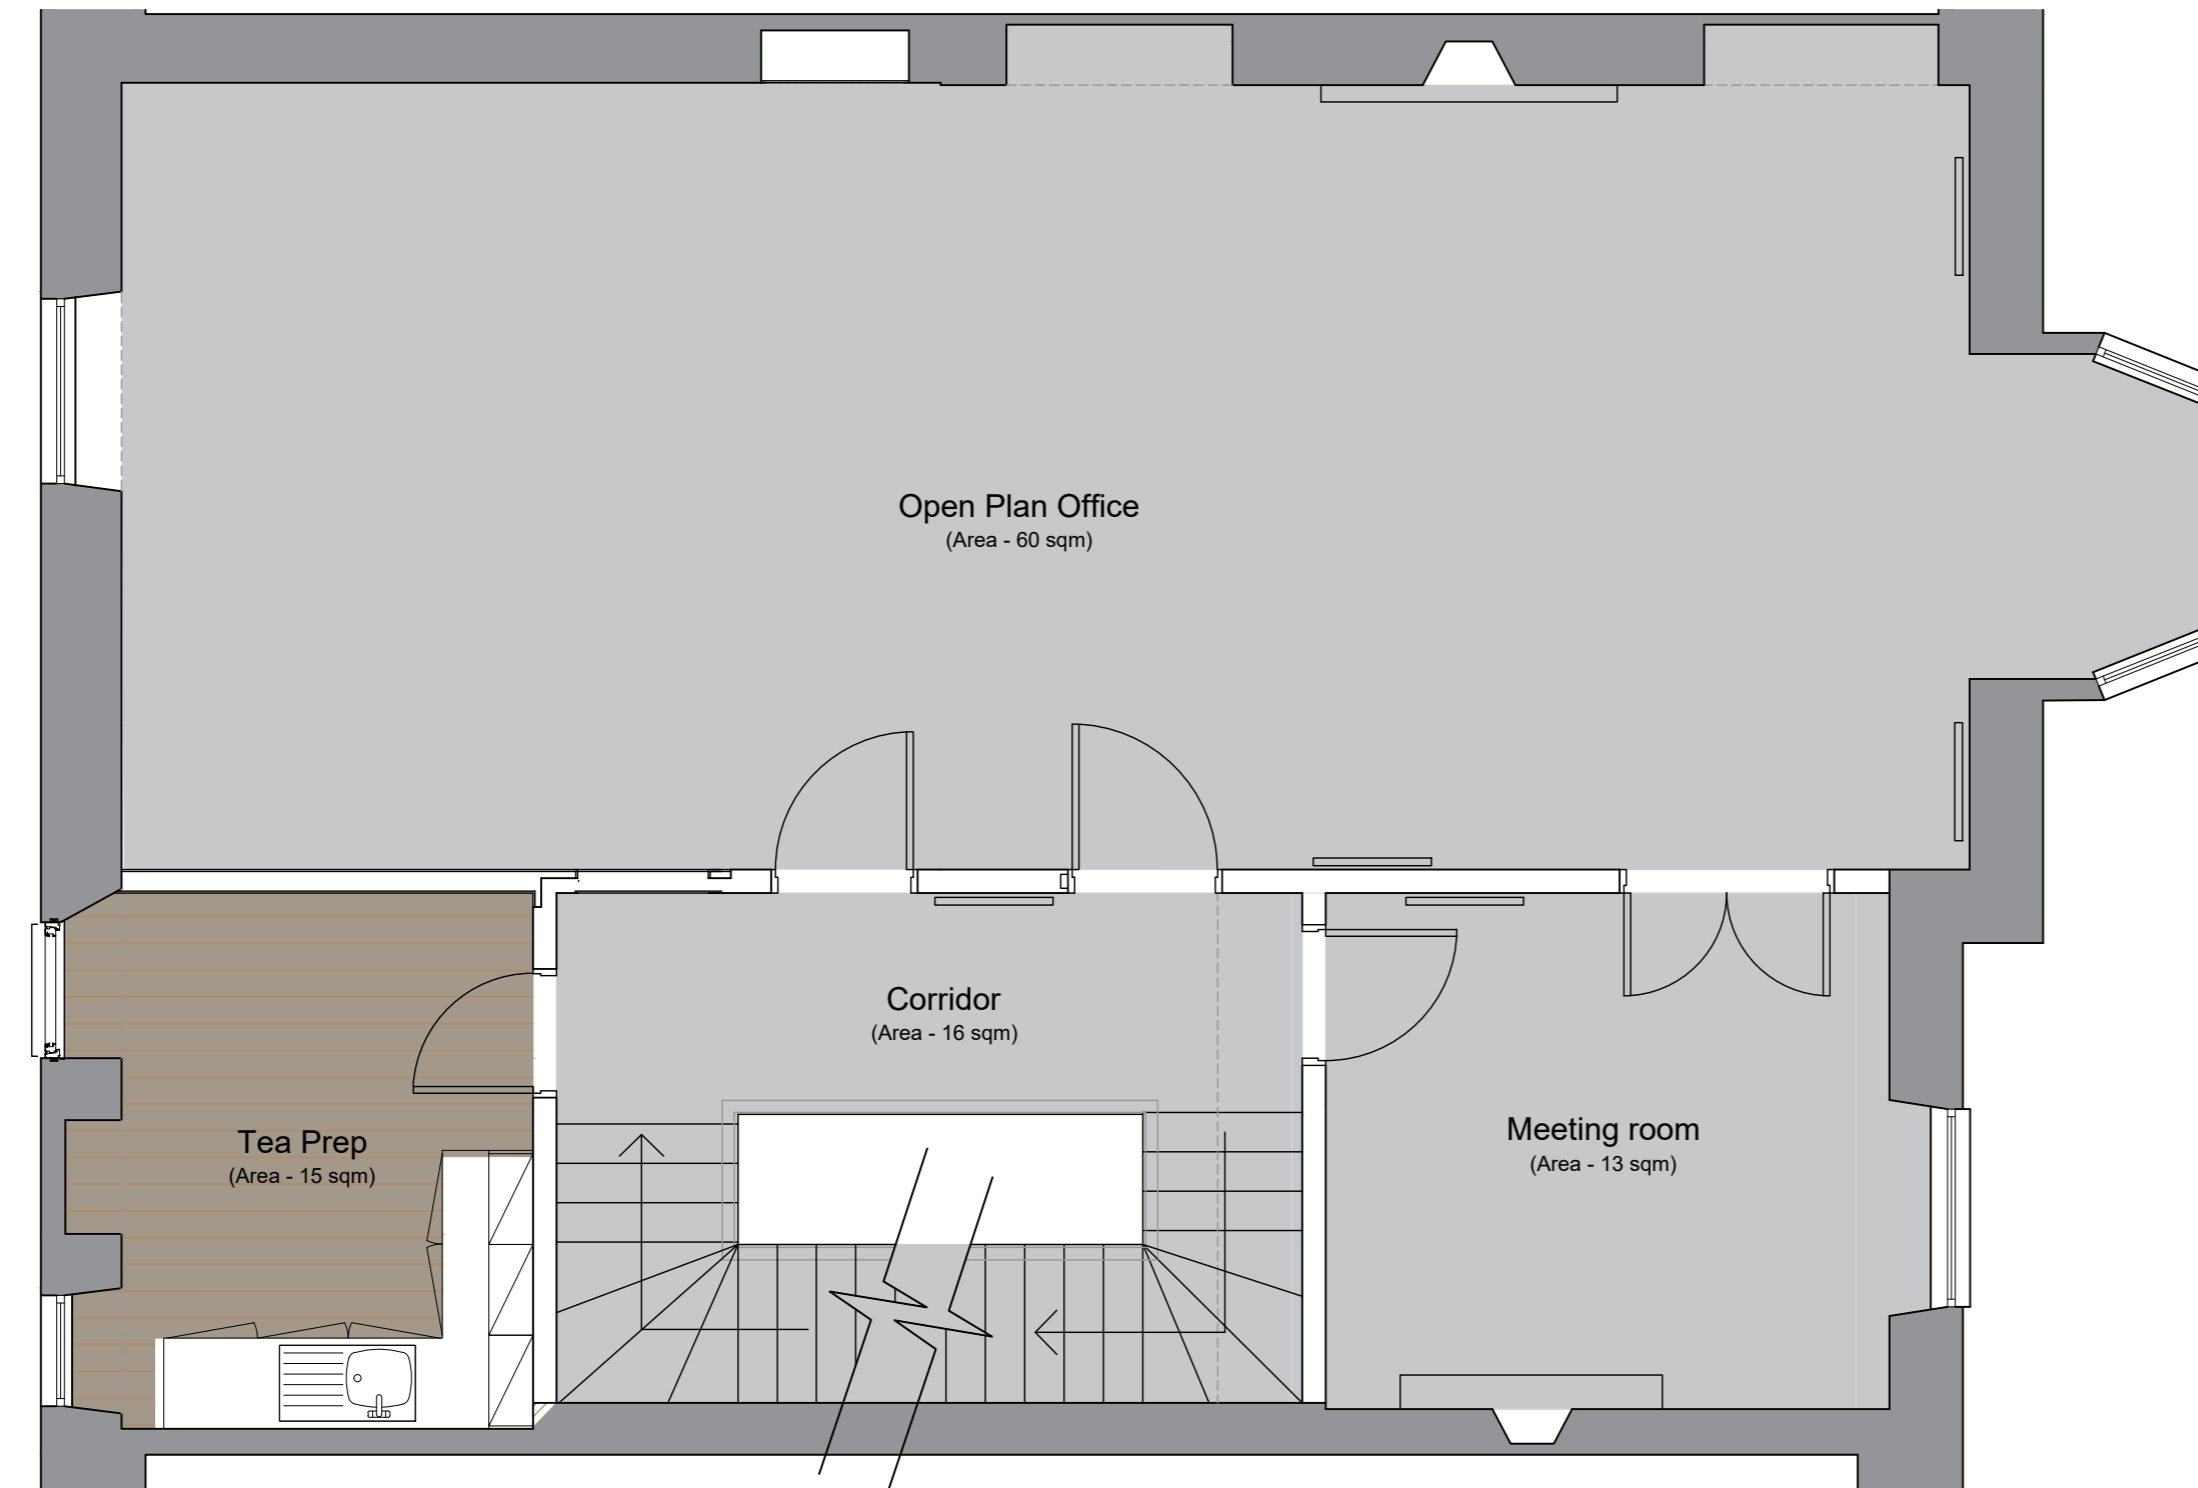 Open Plan Office
(Area - 60 sqm)
Corridor
(Area - 16 sqm)
Tea Prep
(Area - 15 sqm)
Meeting room
(Area - 13 sqm)